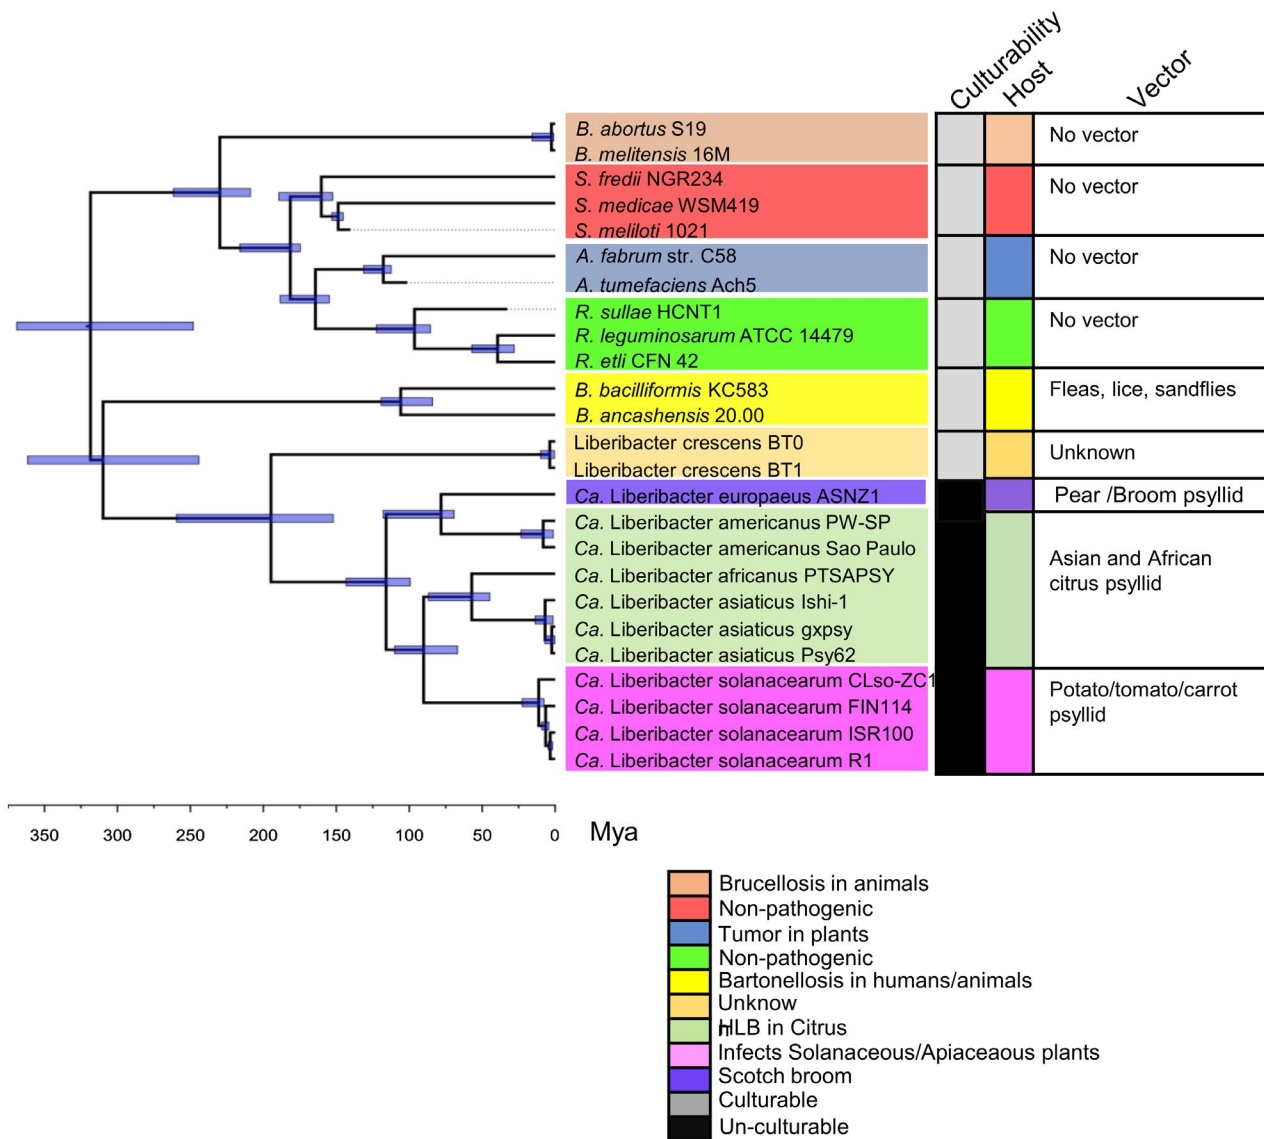 Culturability
Host
Vector
B. abortus S19
B. melitensis 16M
No vector
S. fredii NGR234
S. medicae WSM419
S. meliloti 1021
No vector
A. fabrum str. C58
A. tumefaciens Ach5
No vector
R. sullae HCNT1
R. leguminosarum ATCC 14479
R. etli CFN 42
No vector
B. bacilliformis KC583
B. ancashensis 20.00
Fleas, lice, sandflies
Liberibacter crescens BT0
Liberibacter crescens BT1
Unknown
Ca. Liberibacter europaeus ASNZ1
Pear /Broom psyllid
Ca. Liberibacter americanus PW-SP
Ca. Liberibacter americanus Sao Paulo
Ca. Liberibacter africanus PTSAPSY
Ca. Liberibacter asiaticus Ishi-1
Ca. Liberibacter asiaticus gxpsy
Ca. Liberibacter asiaticus Psy62
Asian and African
citrus psyllid
Ca. Liberibacter solanacearum CLso-ZC1
Ca. Liberibacter solanacearum FIN114
Ca. Liberibacter solanacearum ISR100
Ca. Liberibacter solanacearum R1
Potato/tomato/carrot
psyllid
350 300 250 200 150 100 50 0 Mya
Brucellosis in animals
Non-pathogenic
Tumor in plants
Non-pathogenic
Bartonellosis in humans/animals
Unknow
n
HLB in Citrus
Infects Solanaceous/Apiaceaous plants
Scotch broom
Culturable
Un-culturable